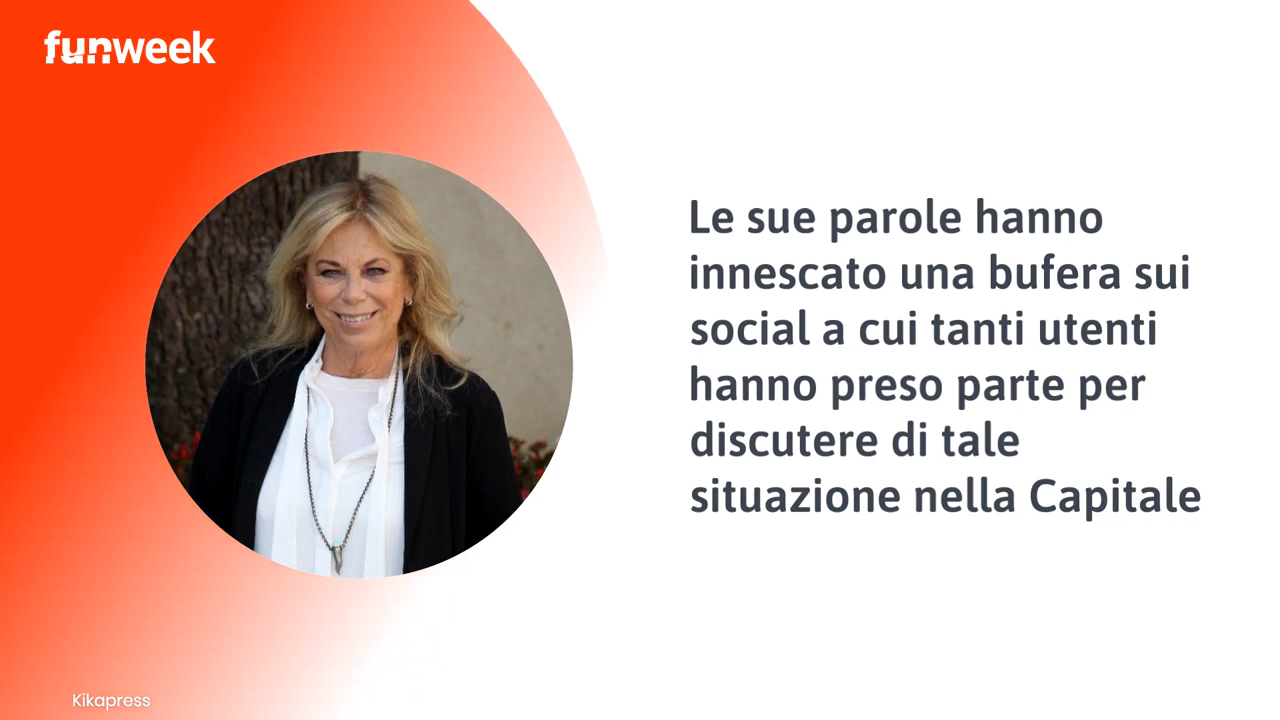 funweek
Le sue parole hanno
innescato una bufera sui
social a cui tanti utenti
hanno preso parte per
discutere di tale
situazione nella Capitale
Kikapress